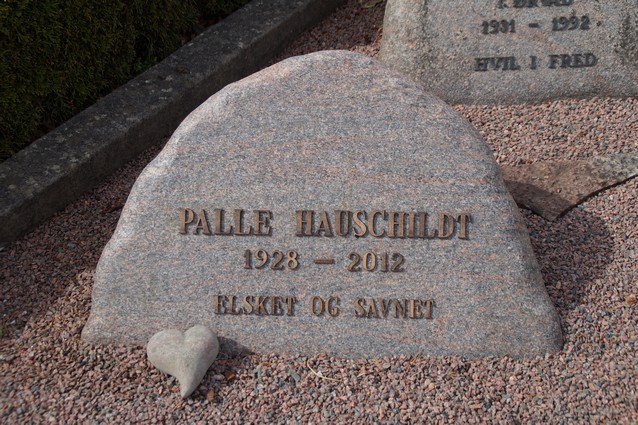 1931 – 1992
HVIL I FRED
PALLE HAUSCHILDT
1928 – 2012
ELSKET OG SAVNET